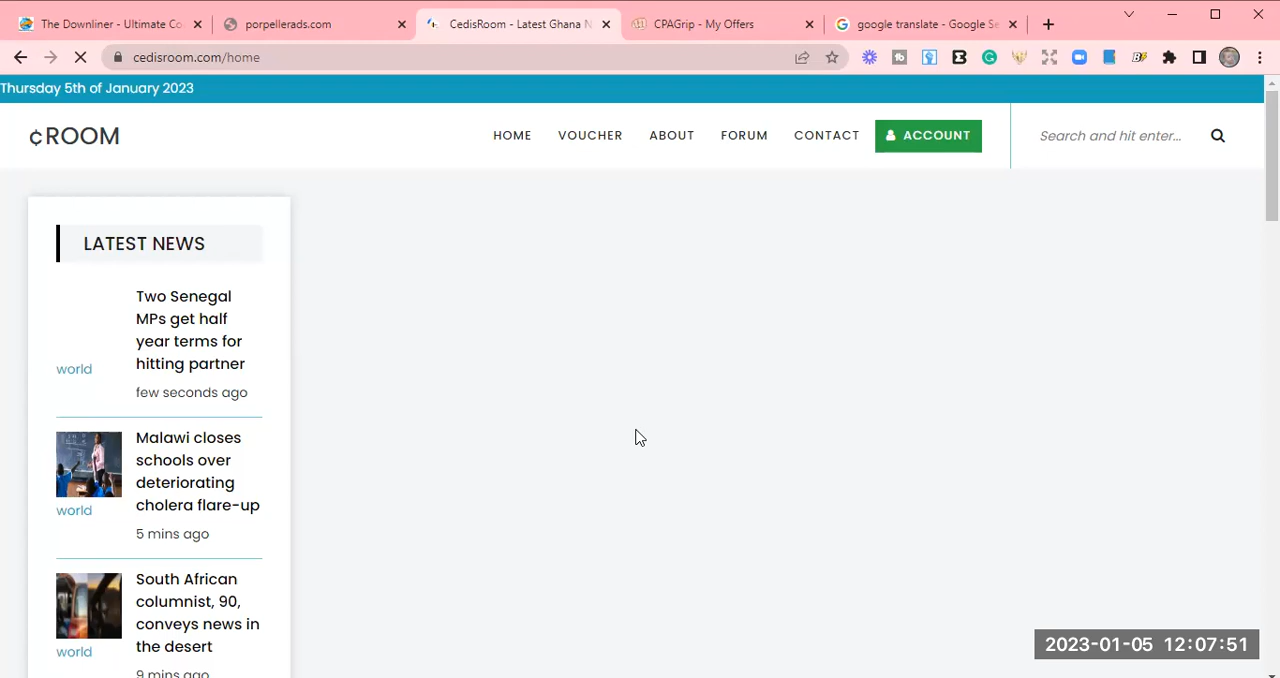 The Downliner - Ultimate Co
porpellerads.com
CedisRoom - Latest Ghana N
CPAGrip - My Offers
google translate - Google Se
cedisroom.com/home
Thursday 5th of January 2023
¢ROOM
HOME
VOUCHER
ABOUT
FORUM
CONTACT
ACCOUNT
Search and hit enter...
LATEST NEWS
Two Senegal
MPs get half
year terms for
hitting partner
world
few seconds ago
Malawi closes
schools over
deteriorating
cholera flare-up
world
5 mins ago
South African
columnist, 90,
conveys news in
the desert
world
9 mins ago
2023-01-05 12:07:51